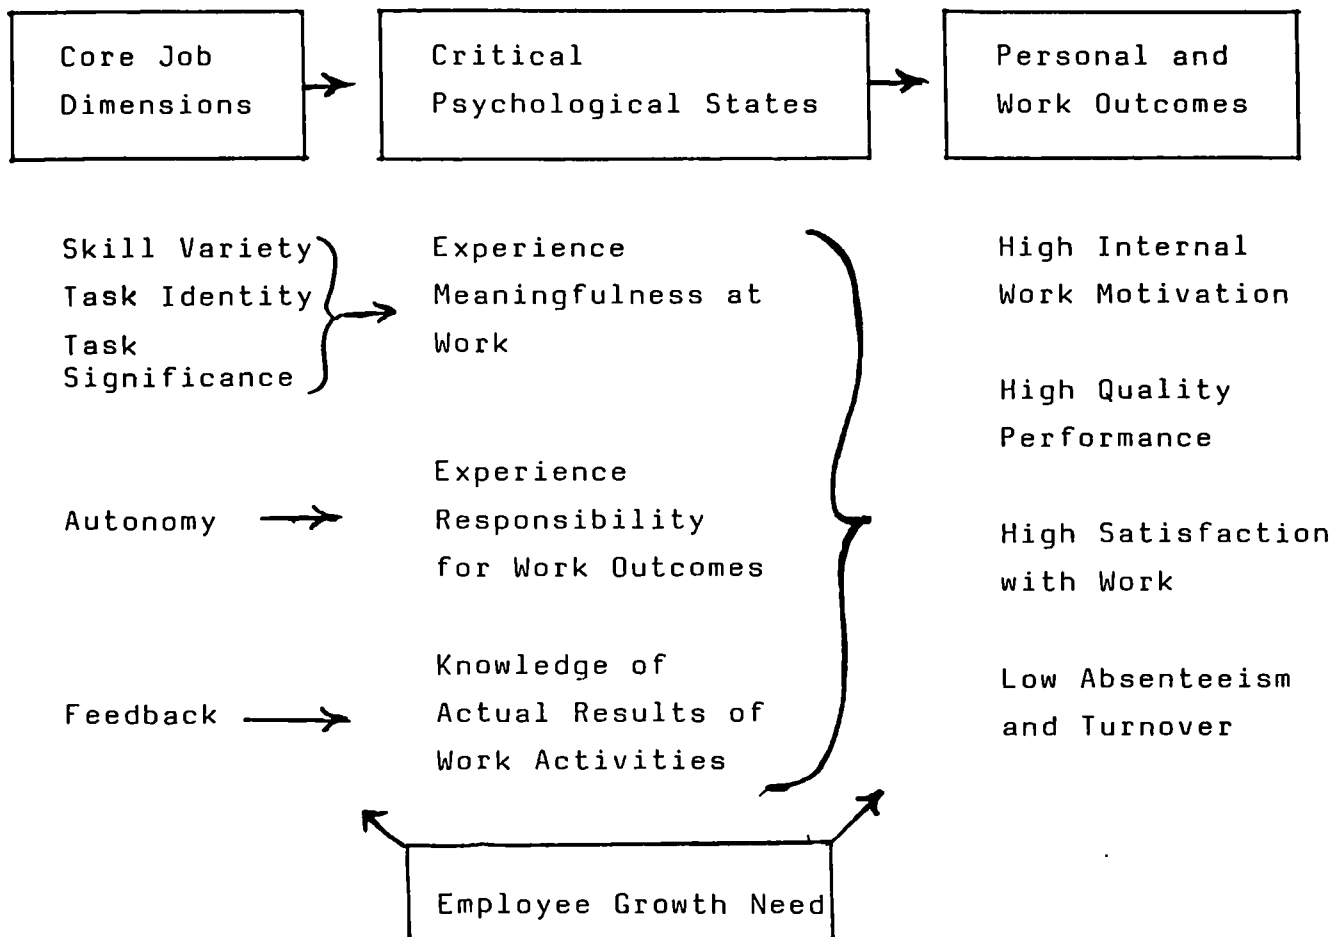 Core Job
Dimensions
Critical
Psychological States
Personal and
Work Outcomes
Skill Variety
Task Identity
Task
Significance
Experience
Meaningfulness at
Work
High Internal
Work Motivation
High Quality
Performance
Autonomy
Experience
Responsibility
for Work Outcomes
High Satisfaction
with Work
Feedback
Knowledge of
Actual Results of
Work Activities
Low Absenteeism
and Turnover
Employee Growth Need